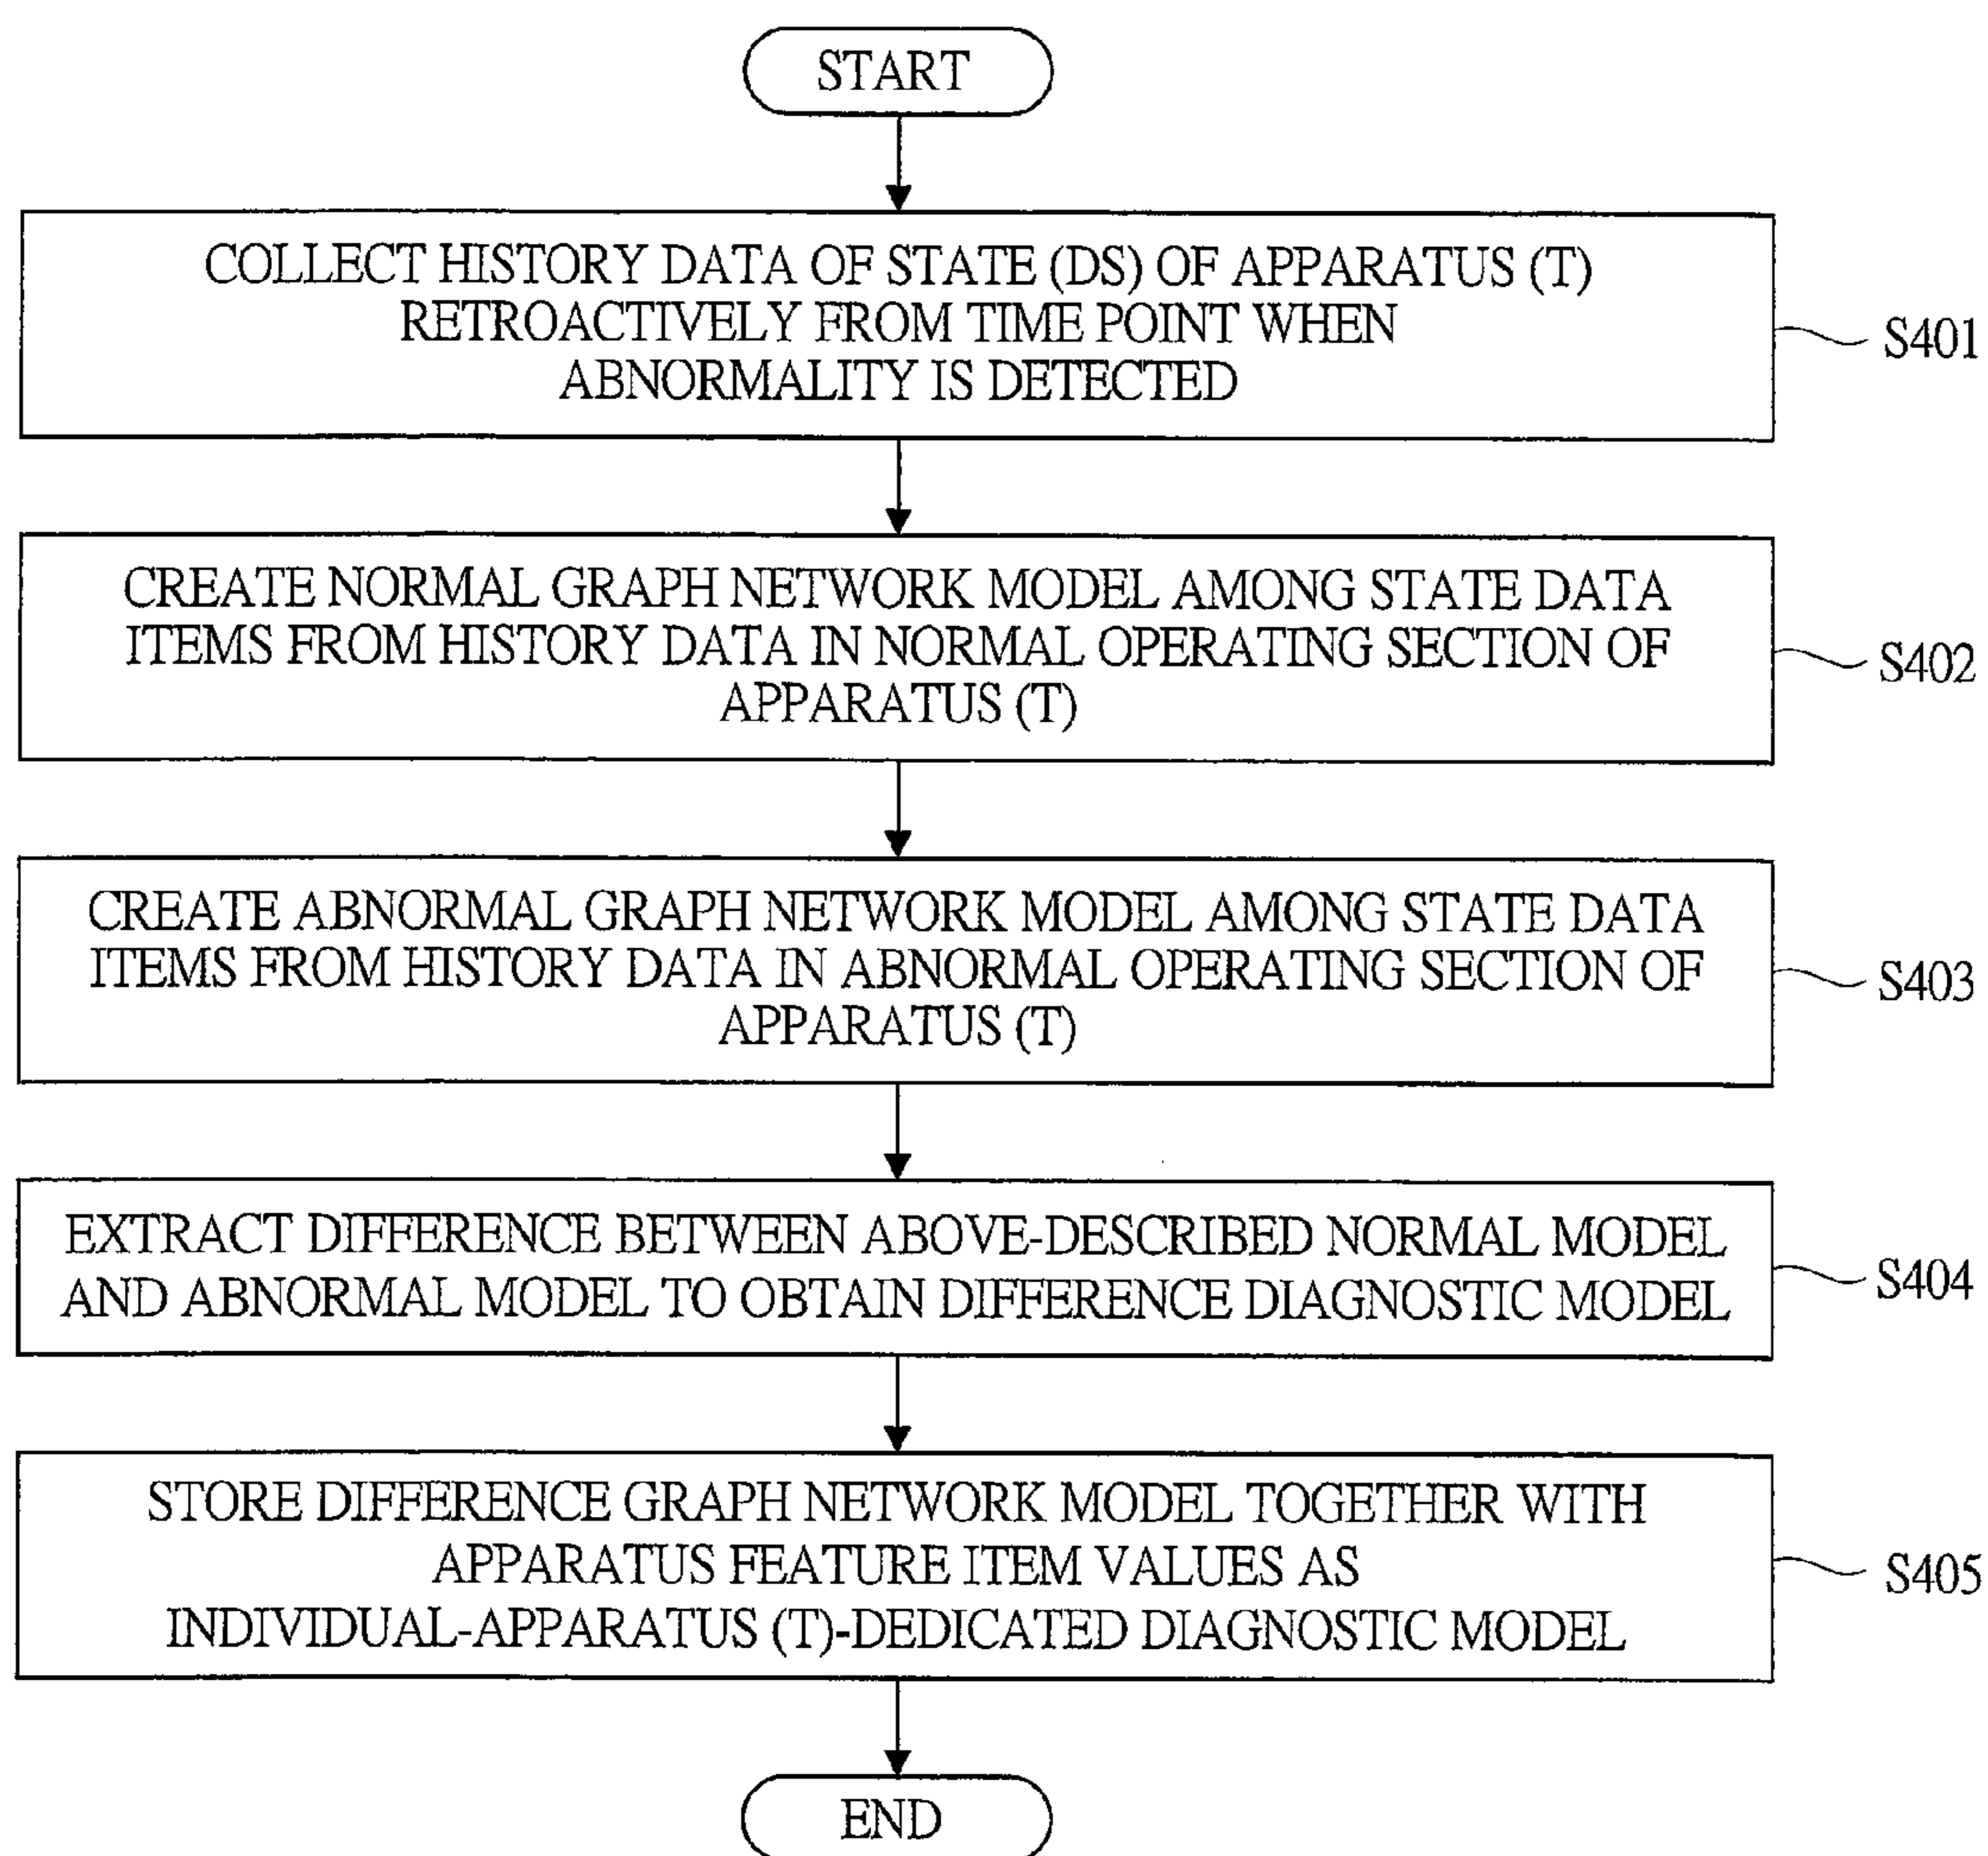 START
COLLECT HISTORY DATA OF STATE (DS) OF APPARATUS (T)
RETROACTIVELY FROM TIME POINT WHEN
ABNORMALITY IS DETECTED
S401
CREATE NORMAL GRAPH NETWORK MODEL AMONG STATE DATA
ITEMS FROM HISTORY DATA IN NORMAL OPERATING SECTION OF
APPARATUS (T)
S402
CREATE ABNORMAL GRAPH NETWORK MODEL AMONG STATE DATA
ITEMS FROM HISTORY DATA IN ABNORMAL OPERATING SECTION OF
APPARATUS (T)
S403
EXTRACT DIFFERENCE BETWEEN ABOVE-DESCRIBED NORMAL MODEL
AND ABNORMAL MODEL TO OBTAIN DIFFERENCE DIAGNOSTIC MODEL
S404
STORE DIFFERENCE GRAPH NETWORK MODEL TOGETHER WITH
APPARATUS FEATURE ITEM VALUES AS
INDIVIDUAL-APPARATUS (T)-DEDICATED DIAGNOSTIC MODEL
S405
END